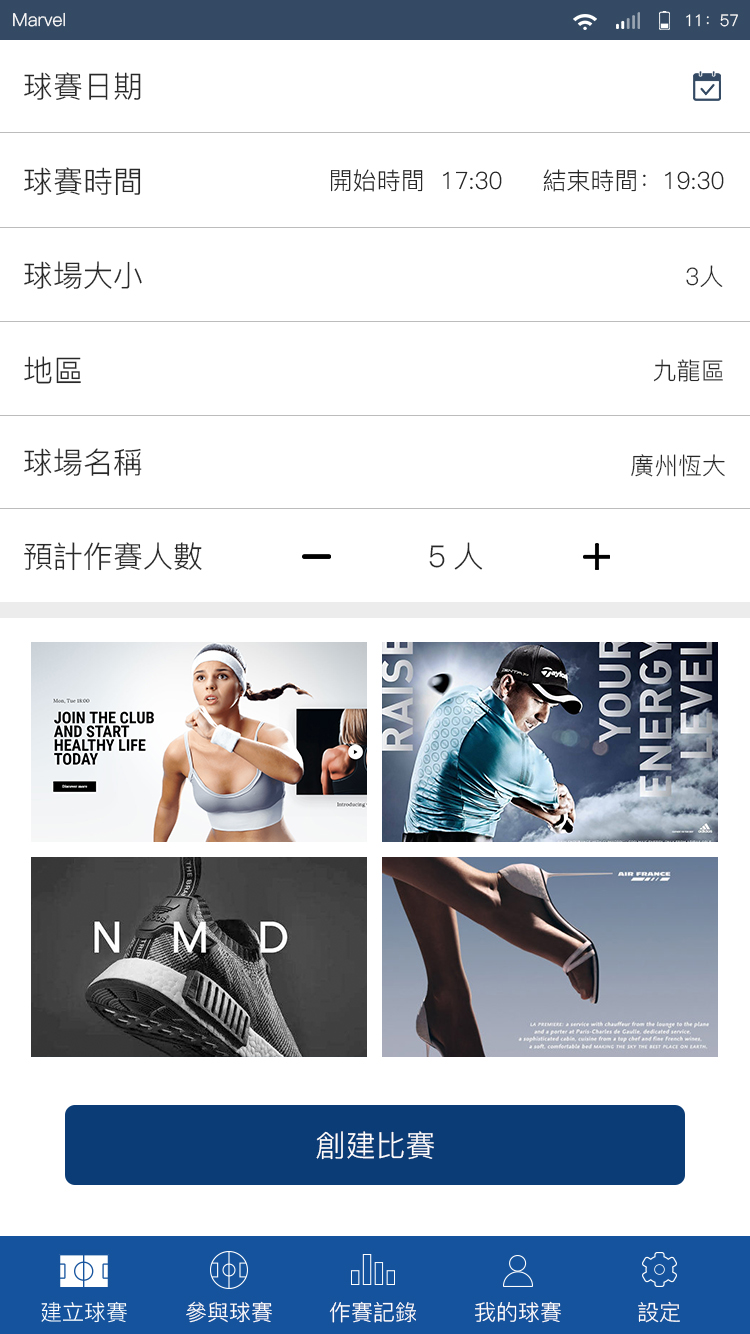 Marvel
11: 57
球賽日期
球賽時間 開始時間 17:30 結束時間: 19:30
球場大小 3人
地區 九龍區
球場名稱 廣州恆大
預計作賽人數 5 人
Mon, Tue 18:00
JOIN THE CLUB
AND START
HEALTHY LIFE
TODAY
Discover more
Introducing
RAISE
YOUR
ENERGY
LEVEL
adidas
THE BRA
NMD
AIR FRANCE
LA PREMIERE: a service with chauffeur from the lounge to the plane
and a porter at Paris-Charles de Gaulle, dedicated service,
a sophisticated cabin, cuisine from a top chef and fine French wines,
a soft, comfortable bed MAKING THE SKY THE BEST PLACE ON EARTH.
創建比賽
建立球賽 參與球賽 作賽記錄 我的球賽 設定